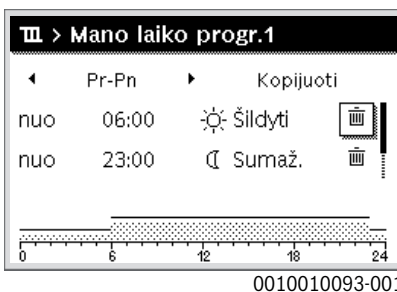 > Mano laiko progr.1
Pr-Pn Kopijuoti
nuo 06:00 Šildyti
nuo 23:00 Sumaž.
0 6 12 18 24
0010010093-001